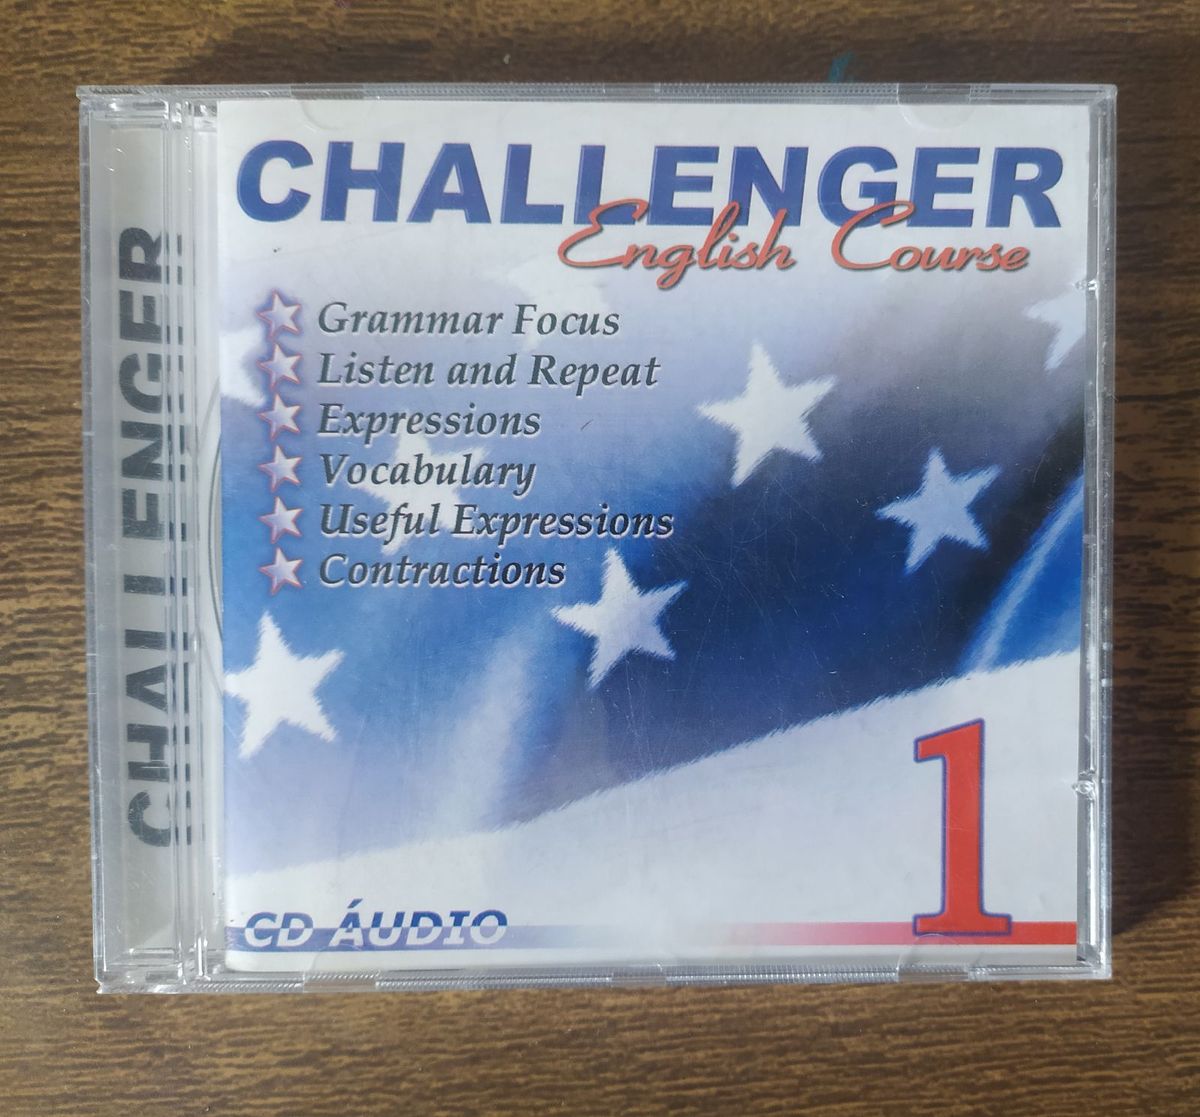 CHALLENGER
CHALLENGER
English Course
Grammar Focus
Listen and Repeat
Expressions
Vocabulary
Useful Expressions
Contractions
1
CD ÁUDIO